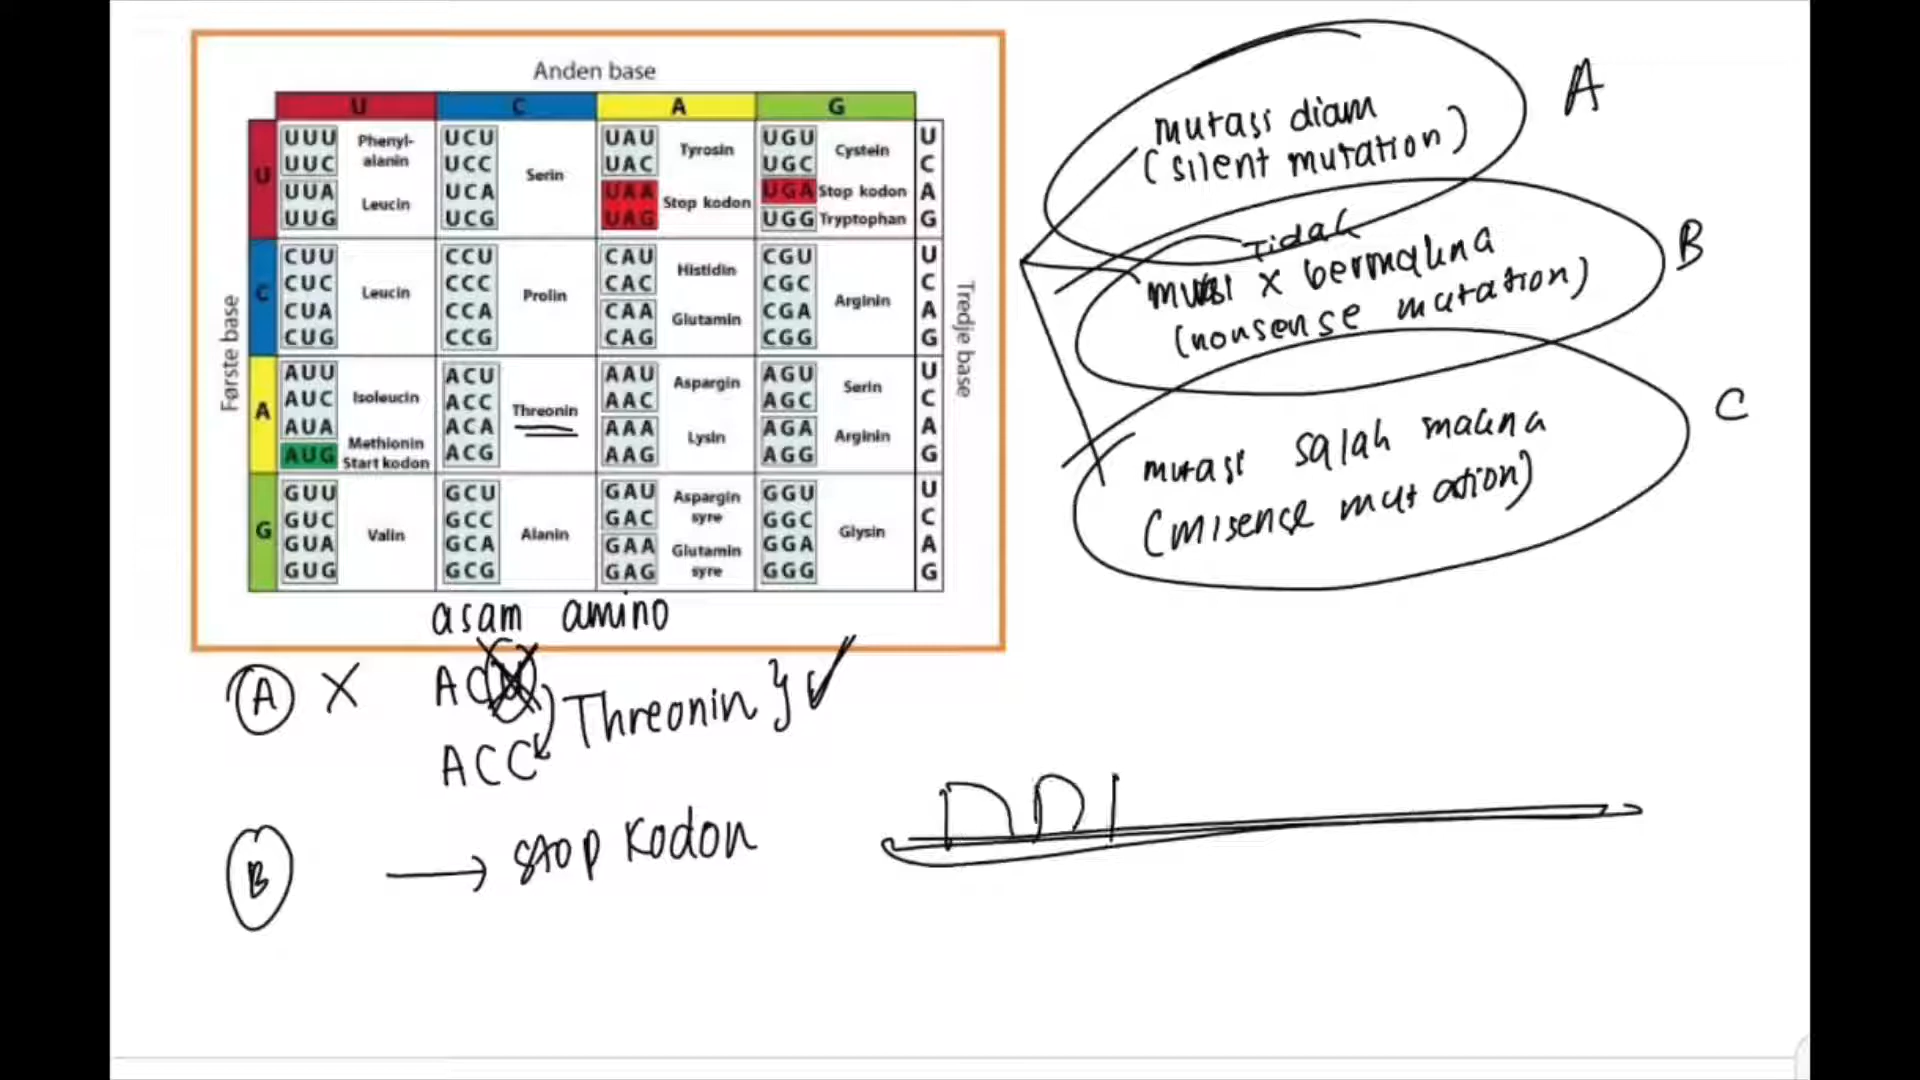 Anden base
U C A G
Første base
Tredje base
U
UUU Phenyl-
UUC alanin
UUA Leucin
UUG
UCU
UCC Serin
UCA
UCG
UAU Tyrosin
UAC
UAA Stop kodon
UAG
UGU Cystein
UGC
UGA Stop kodon
UGG Tryptophan
U
C
A
G
C
CUU
CUC Leucin
CUA
CUG
CCU
CCC Prolin
CCA
CCG
CAU Histidin
CAC
CAA Glutamin
CAG
CGU
CGC Arginin
CGA
CGG
U
C
A
G
A
AUU
AUC Isoleucin
AUA
AUG Methionin
Start kodon
ACU
ACC Threonin
ACA
ACG
AAU Aspargin
AAC
AAA Lysin
AAG
AGU Serin
AGC
AGA Arginin
AGG
U
C
A
G
G
GUU
GUC Valin
GUA
GUG
GCU
GCC Alanin
GCA
GCG
GAU Aspargin
GAC syre
GAA Glutamin
GAG syre
GGU
GGC Glysin
GGA
GGG
U
C
A
G
asam amino
mutasi diam A
(silent mutation)
Tidak
mutasi x bermakna B
(nonsense mutation)
mutasi salah makna C
(misense mutation)
A X AC Threonin
ACC
B → stop kodon